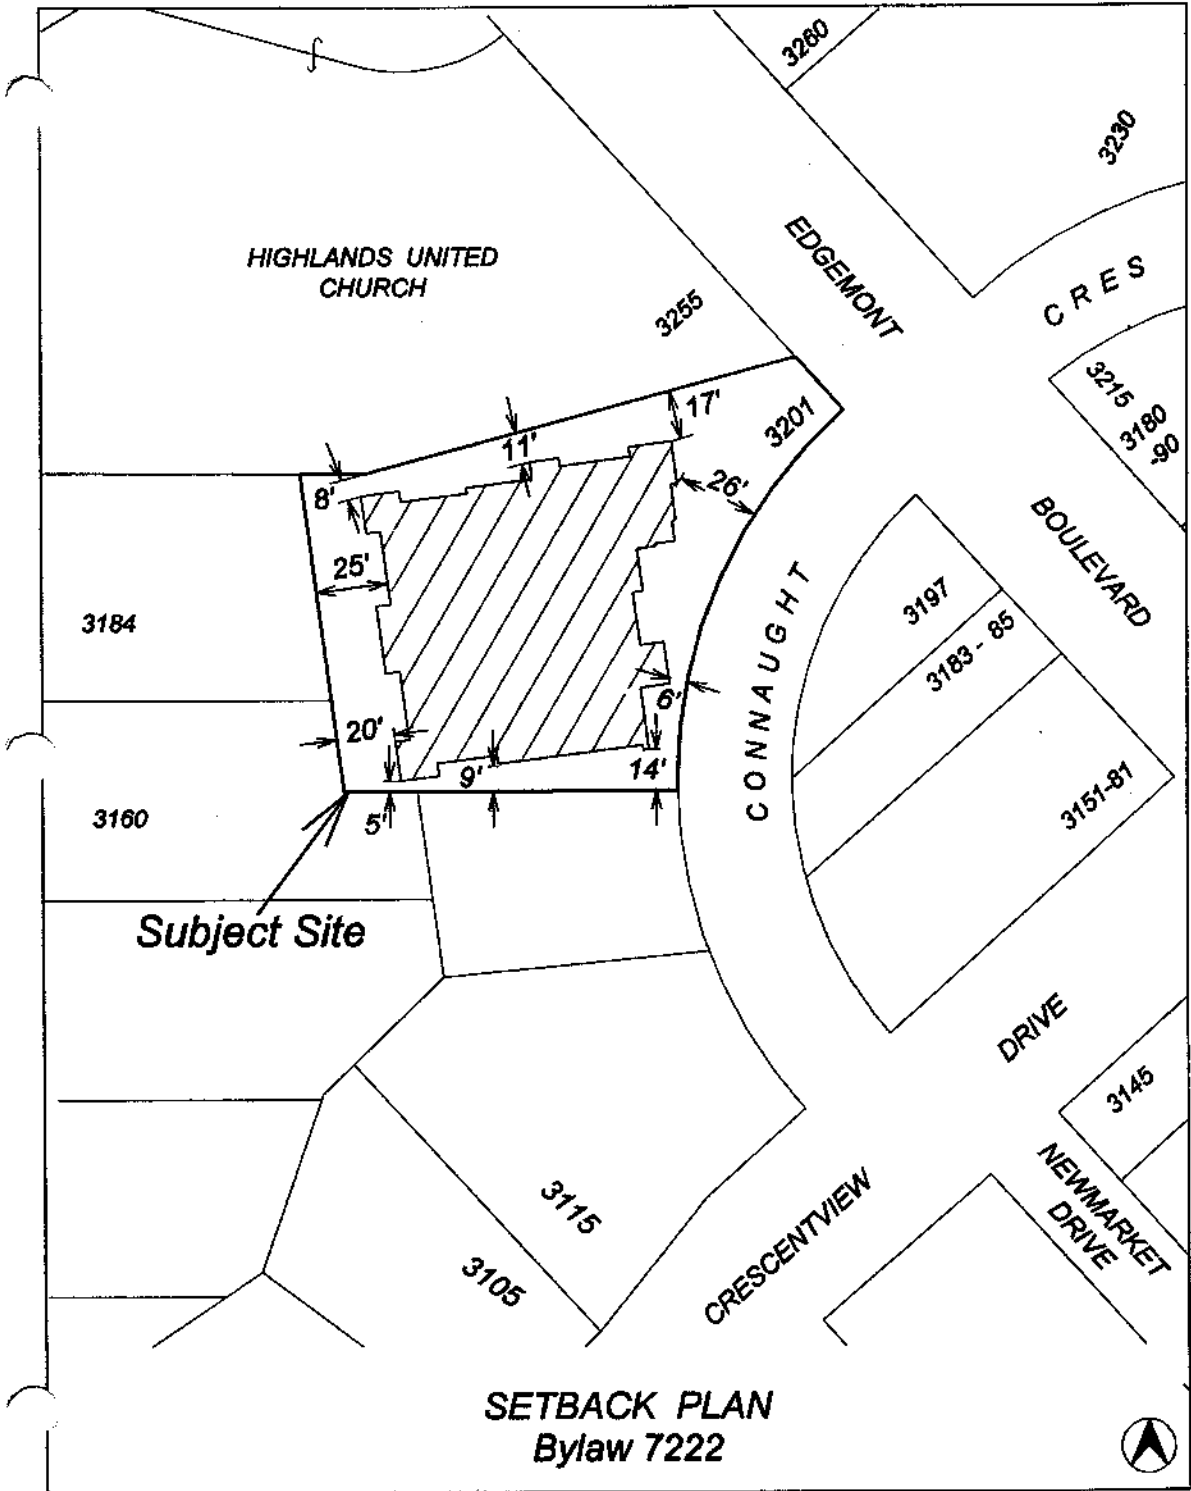 3260
3230
EDGEMONT
CRES
HIGHLANDS UNITED
CHURCH
3255
3215
3180
-90
17'
3201
11'
8'
26'
BOULEVARD
25'
CONNAUGHT
3197
3183 - 85
3184
6'
20'
9'
14'
3151-81
3160
5'
Subject Site
DRIVE
3145
NEWMARKET
DRIVE
3115
CRESCENTVIEW
3105
SETBACK PLAN
Bylaw 7222